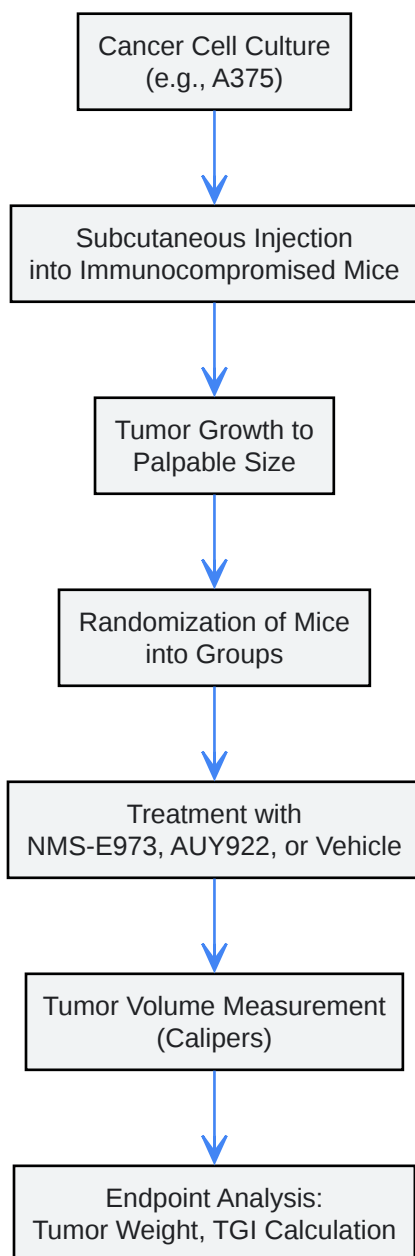 Cancer Cell Culture
(e.g., A375)
Subcutaneous Injection
into Immunocompromised Mice
Tumor Growth to
Palpable Size
Randomization of Mice
into Groups
Treatment with
NMS-E973, AUY922, or Vehicle
Tumor Volume Measurement
(Calipers)
Endpoint Analysis:
Tumor Weight, TGI Calculation